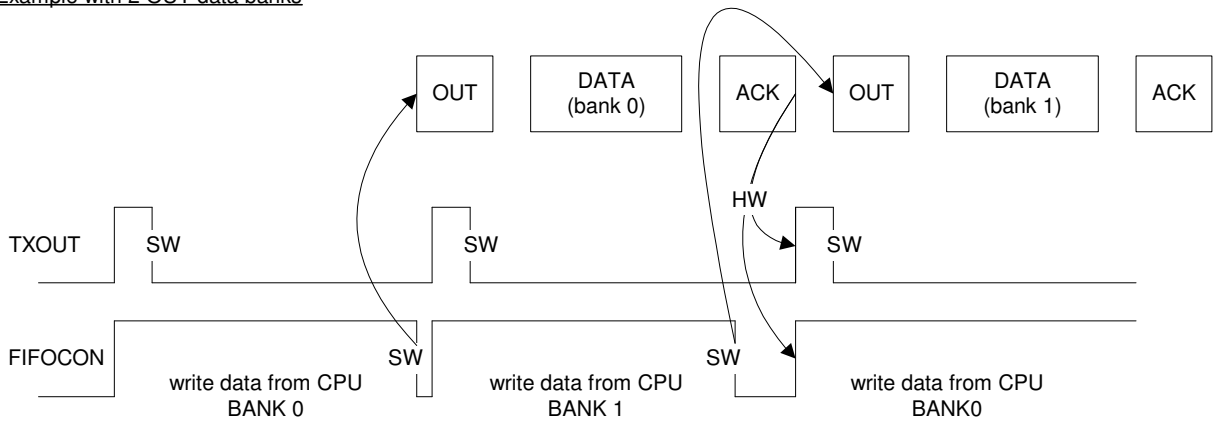 Example with 2 OUT data banks
OUT
DATA
(bank 0)
ACK
OUT
DATA
(bank 1)
ACK
HW
TXOUT
SW
SW
SW
FIFOCON
SW
SW
write data from CPU
BANK 0
write data from CPU
BANK 1
write data from CPU
BANK0